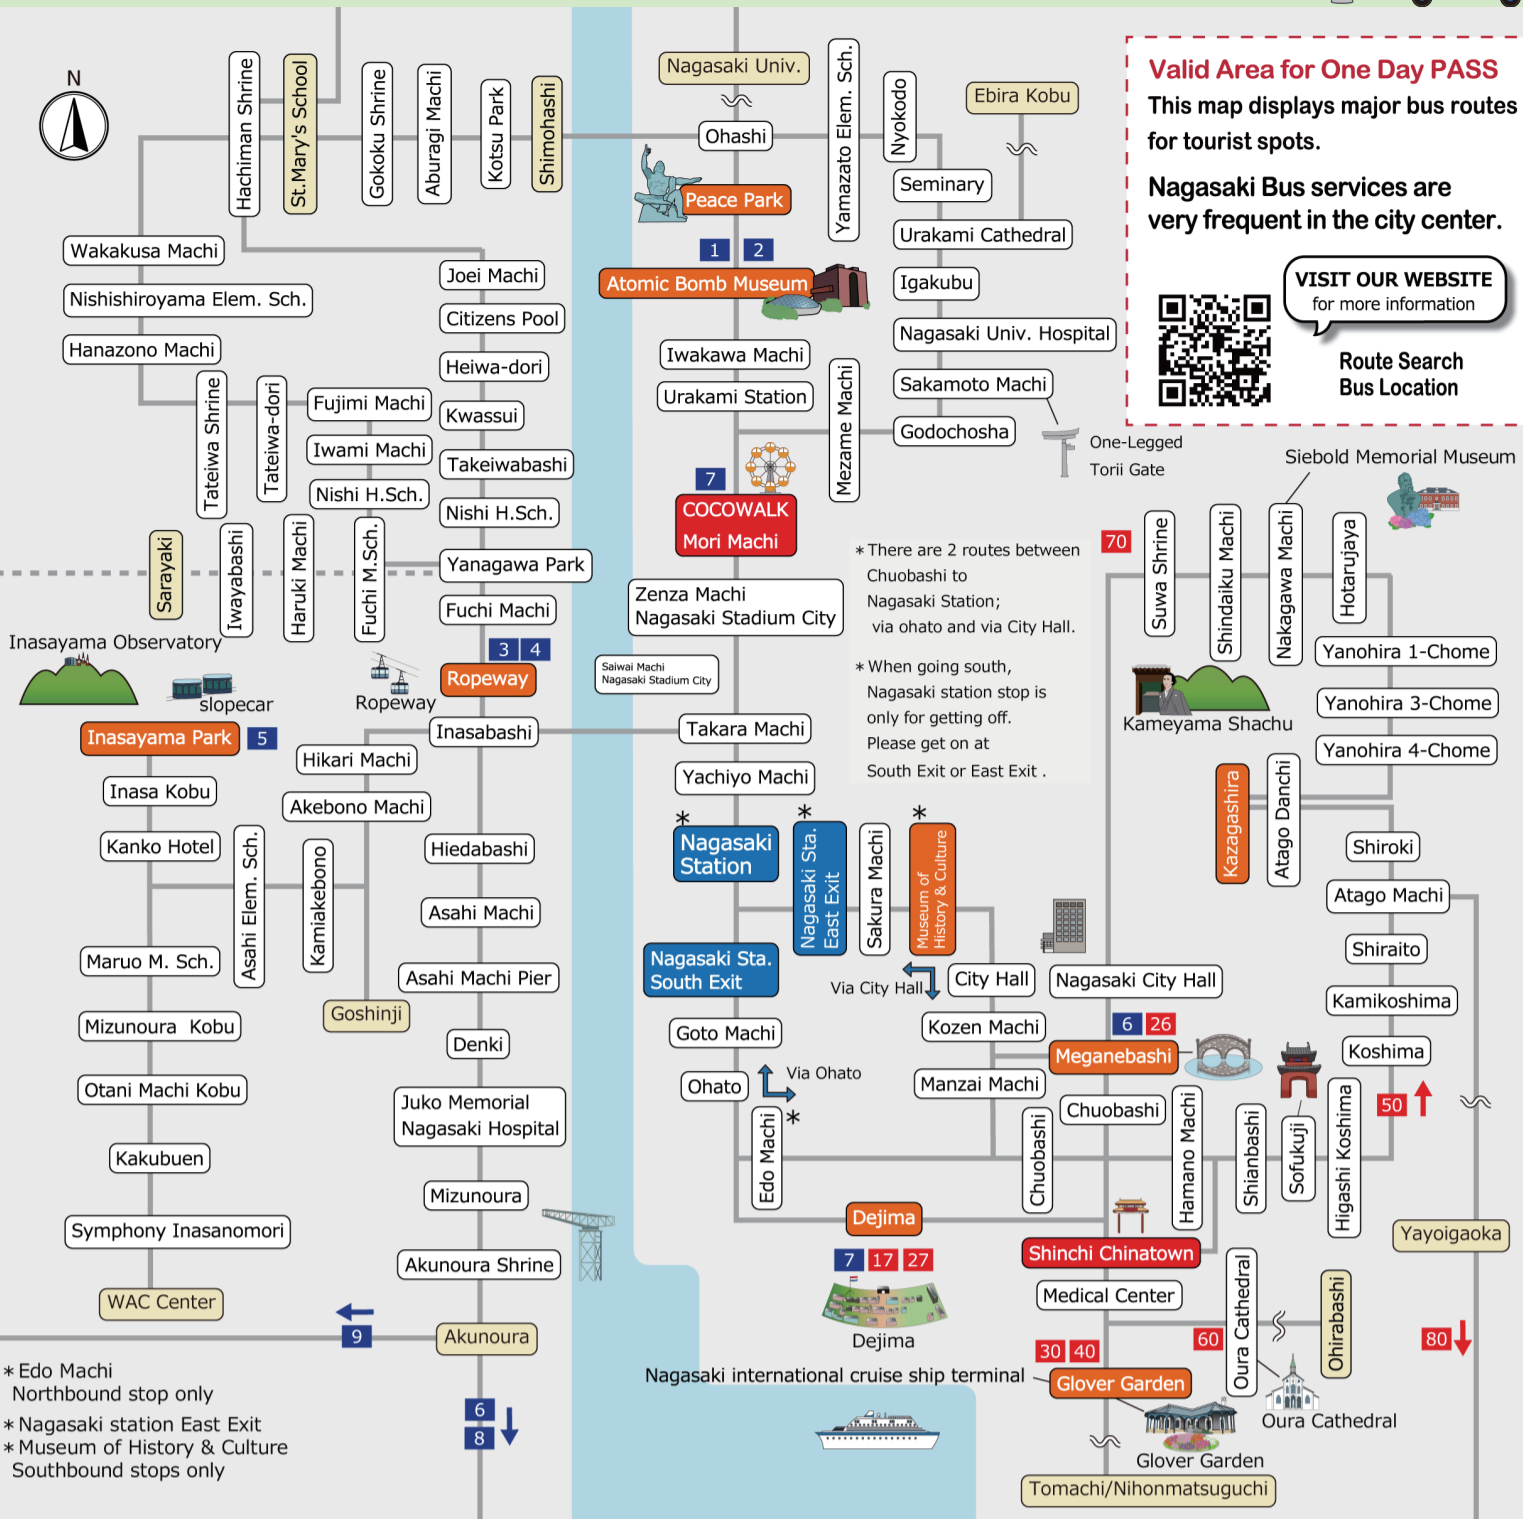 Valid Area for One Day PASS
This map displays major bus routes
for tourist spots.
Nagasaki Bus services are
very frequent in the city center.
VISIT OUR WEBSITE
for more information
Route Search
Bus Location
N
Hachiman Shrine
St.Mary's School
Gokoku Shrine
Aburagi Machi
Kotsu Park
Shimohashi
Wakakusa Machi
Nishishiroyama Elem. Sch.
Hanazono Machi
Tateiwa Shrine
Tateiwa-dori
Fujimi Machi
Iwami Machi
Nishi H.Sch.
Sarayaki
Iwayabashi
Haruki Machi
Fuchi M.Sch.
Joei Machi
Citizens Pool
Heiwa-dori
Kwassui
Takeiwabashi
Nishi H.Sch.
Yanagawa Park
Fuchi Machi
3 4
Ropeway
Ropeway
Inasayama Observatory
slopecar
Inasayama Park
5
Inasabashi
Hikari Machi
Akebono Machi
Inasa Kobu
Kanko Hotel
Asahi Elem. Sch.
Kamiakebono
Goshinji
Maruo M. Sch.
Mizunoura Kobu
Otani Machi Kobu
Kakubuen
Symphony Inasanomori
WAC Center
Hiedabashi
Asahi Machi
Asahi Machi Pier
Denki
Juko Memorial
Nagasaki Hospital
Mizunoura
Akunoura Shrine
Akunoura
9
6
8
* Edo Machi
Northbound stop only
* Nagasaki station East Exit
* Museum of History & Culture
Southbound stops only
Nagasaki Univ.
Ohashi
Peace Park
1 2
Atomic Bomb Museum
Iwakawa Machi
Urakami Station
7
COCOWALK
Mori Machi
Zenza Machi
Nagasaki Stadium City
Saiwai Machi
Nagasaki Stadium City
Takara Machi
Yachiyo Machi
*
Nagasaki
Station
*
Nagasaki Sta.
East Exit
Sakura Machi
*
Museum of
History & Culture
Nagasaki Sta.
South Exit
Goto Machi
Ohato
Via Ohato
Edo Machi
*
Via City Hall
City Hall
Kozen Machi
Manzai Machi
Chuobashi
Dejima
7 17 27
Dejima
Yamazato Elem. Sch.
Nyokodo
Ebira Kobu
Seminary
Urakami Cathedral
Igakubu
Nagasaki Univ. Hospital
Sakamoto Machi
Godochosha
Mezame Machi
One-Legged
Torii Gate
* There are 2 routes between
Chuobashi to
Nagasaki Station;
via ohato and via City Hall.
* When going south,
Nagasaki station stop is
only for getting off.
Please get on at
South Exit or East Exit .
Siebold Memorial Museum
70
Suwa Shrine
Shindaiku Machi
Nakagawa Machi
Hotarujaya
Kameyama Shachu
Yanohira 1-Chome
Yanohira 3-Chome
Yanohira 4-Chome
Kazagashira
Atago Danchi
Shiroki
Atago Machi
Shiraito
Kamikoshima
Koshima
50
Nagasaki City Hall
6 26
Meganebashi
Chuobashi
Hamano Machi
Shianbashi
Sofukuji
Higashi Koshima
Yayoigaoka
80
Shinchi Chinatown
Medical Center
30 40
60
Oura Cathedral
Ohirabashi
Nagasaki international cruise ship terminal
Glover Garden
Oura Cathedral
Glover Garden
Tomachi/Nihonmatsuguchi